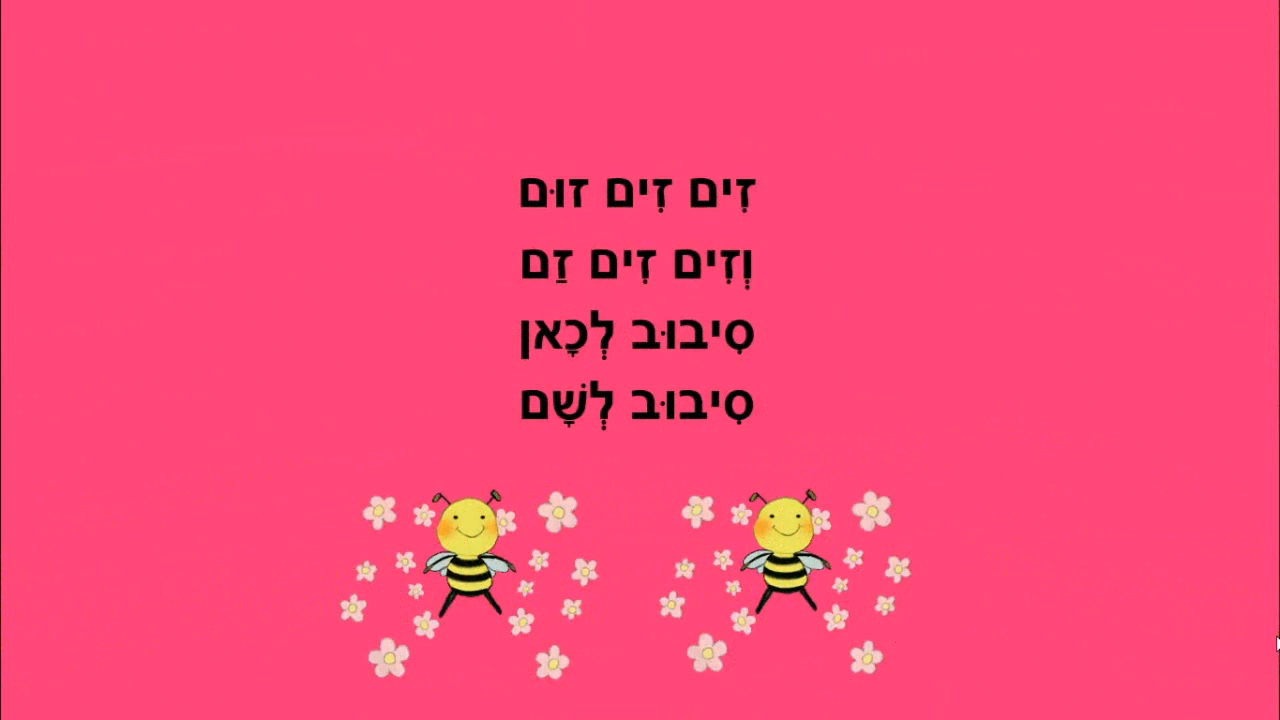 זִים זִים זוּם
וְזִים זִים זַם
סִיבוּב לְכָאן
סִיבוּב לְשָׁם